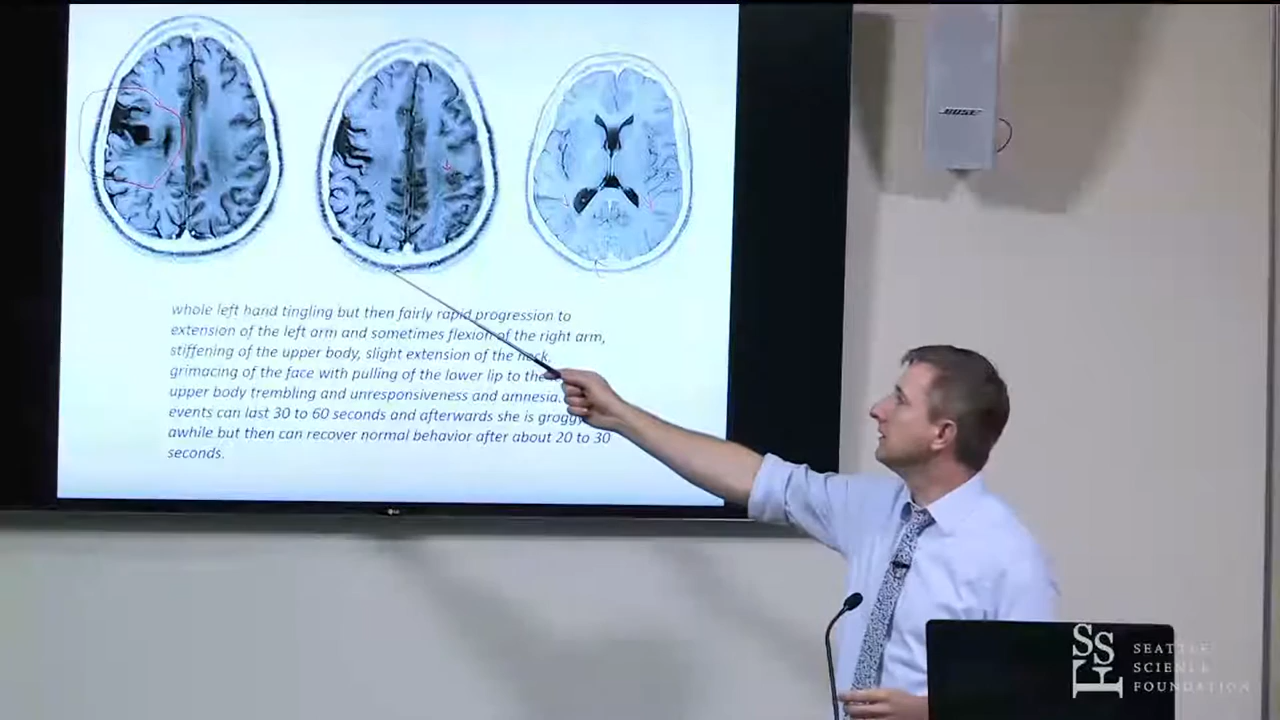 BOSE
whole left hand tingling but then fairly rapid progression to
extension of the left arm and sometimes flexion of the right arm,
stiffening of the upper body, slight extension of the neck,
grimacing of the face with pulling of the lower lip to the
upper body trembling and unresponsiveness and amnesia.
events can last 30 to 60 seconds and afterwards she is groggy
awhile but then can recover normal behavior after about 20 to 30
seconds.
LG
SSF
SEATTLE
SCIENCE
FOUNDATION